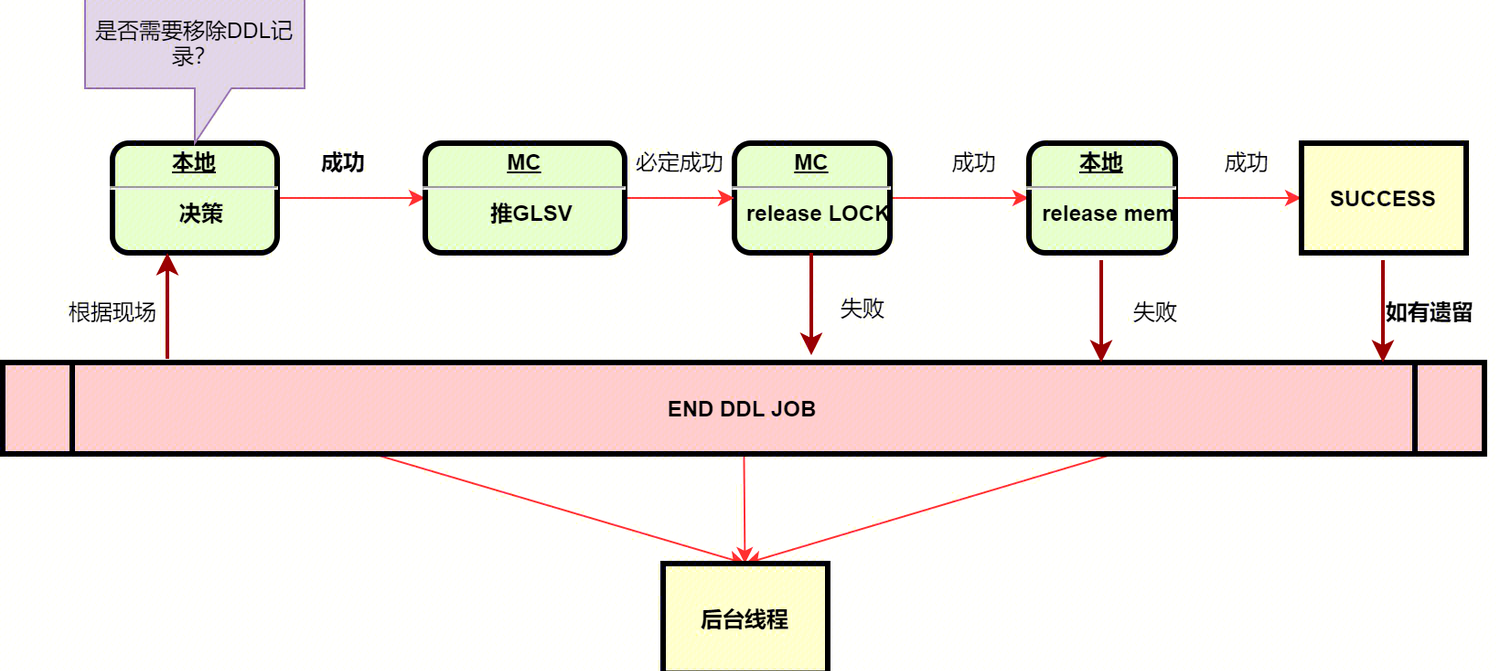 是否需要移除DDL记
录?
本地
成功
MC
必定成功
MC
成功
本地
成功
决策
推GLSV
release LOCK
release mem
SUCCESS
根据现场
失败
失败
如有遗留
END DDL JOB
后台线程